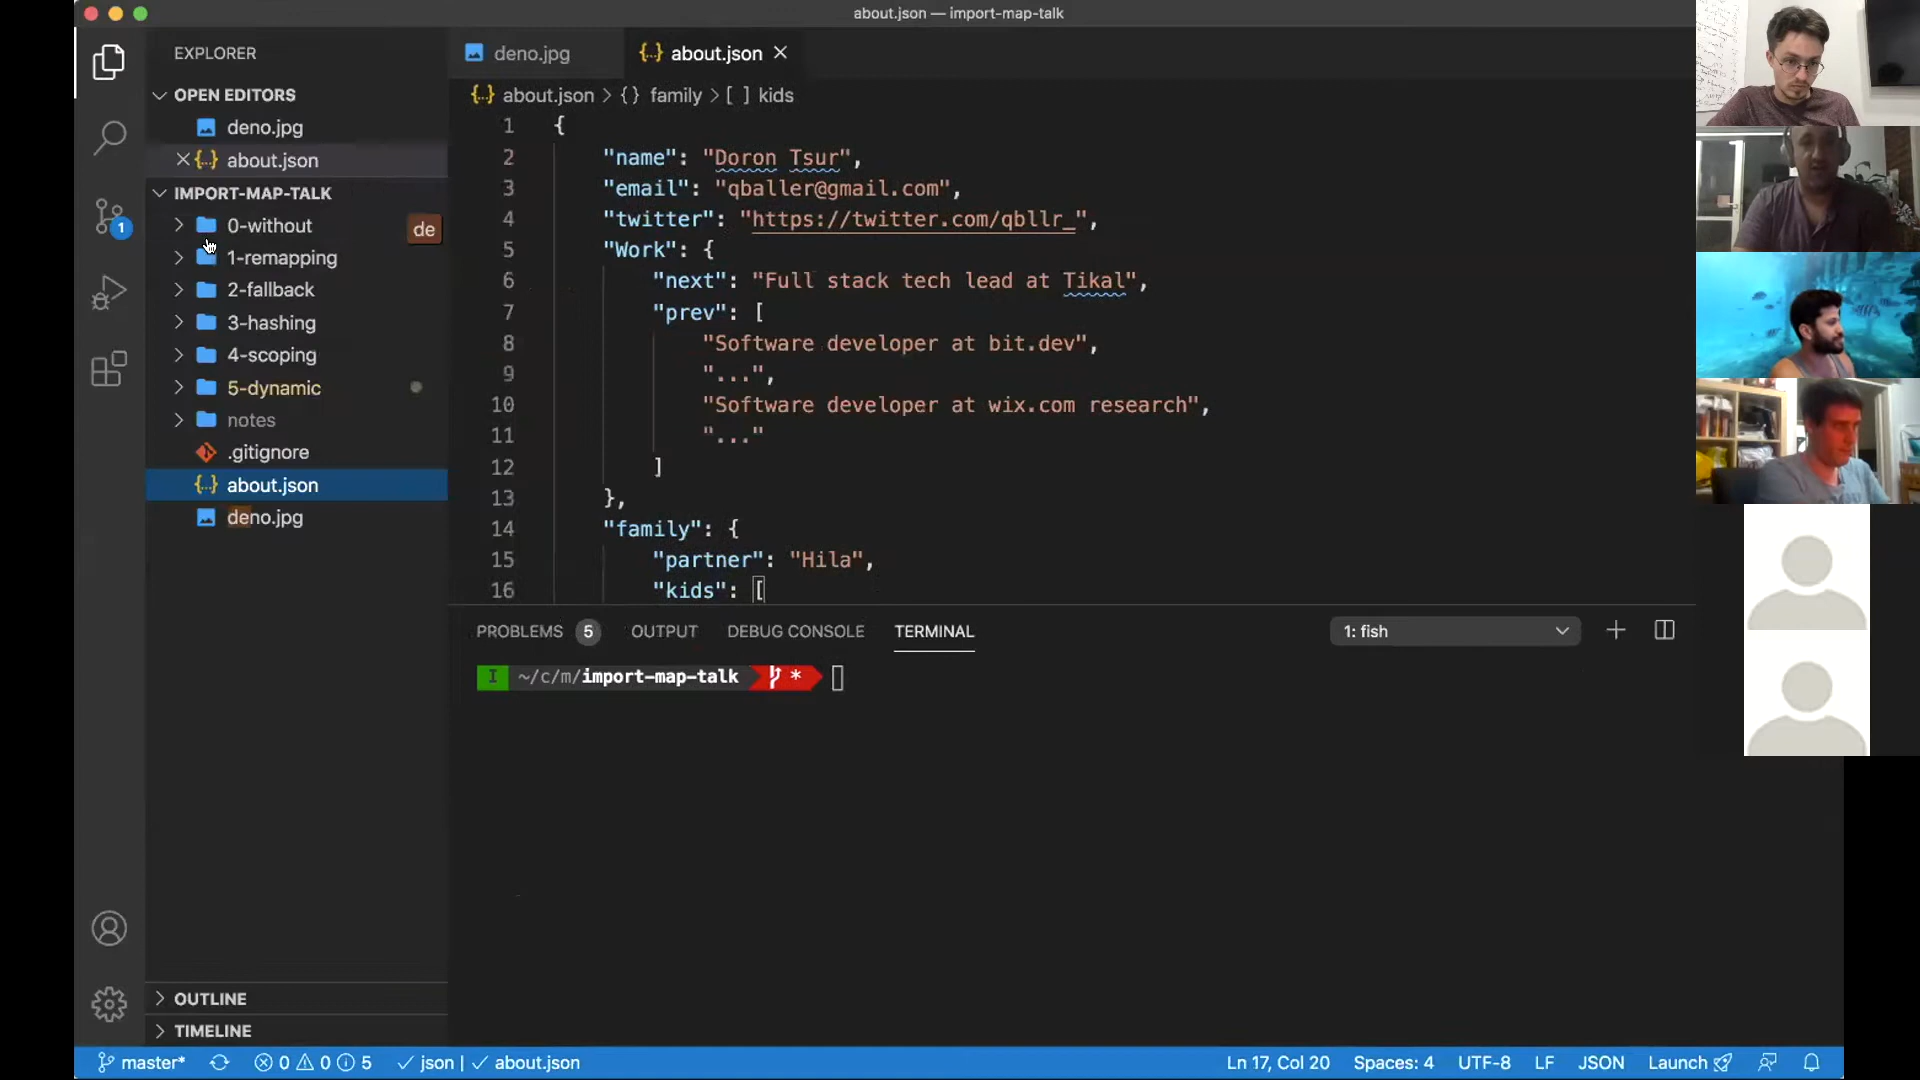 about.json — import-map-talk
EXPLORER
OPEN EDITORS
deno.jpg
{..} about.json
IMPORT-MAP-TALK
0-without
de
1-remapping
2-fallback
3-hashing
4-scoping
5-dynamic
notes
.gitignore
{..} about.json
deno.jpg
OUTLINE
TIMELINE
1
deno.jpg
{..} about.json
{..} about.json > {} family > [ ] kids
1 {
2 "name": "Doron Tsur",
3 "email": "qballer@gmail.com",
4 "twitter": "https://twitter.com/qbllr_",
5 "Work": {
6 "next": "Full stack tech lead at Tikal",
7 "prev": [
8 "Software developer at bit.dev",
9 "...",
10 "Software developer at wix.com research",
11 "..."
12 ]
13 },
14 "family": {
15 "partner": "Hila",
16 "kids": [
PROBLEMS 5 OUTPUT DEBUG CONSOLE TERMINAL
1: fish
I ~/c/m/import-map-talk *
master* 0 0 5 json | about.json
Ln 17, Col 20 Spaces: 4 UTF-8 LF JSON Launch